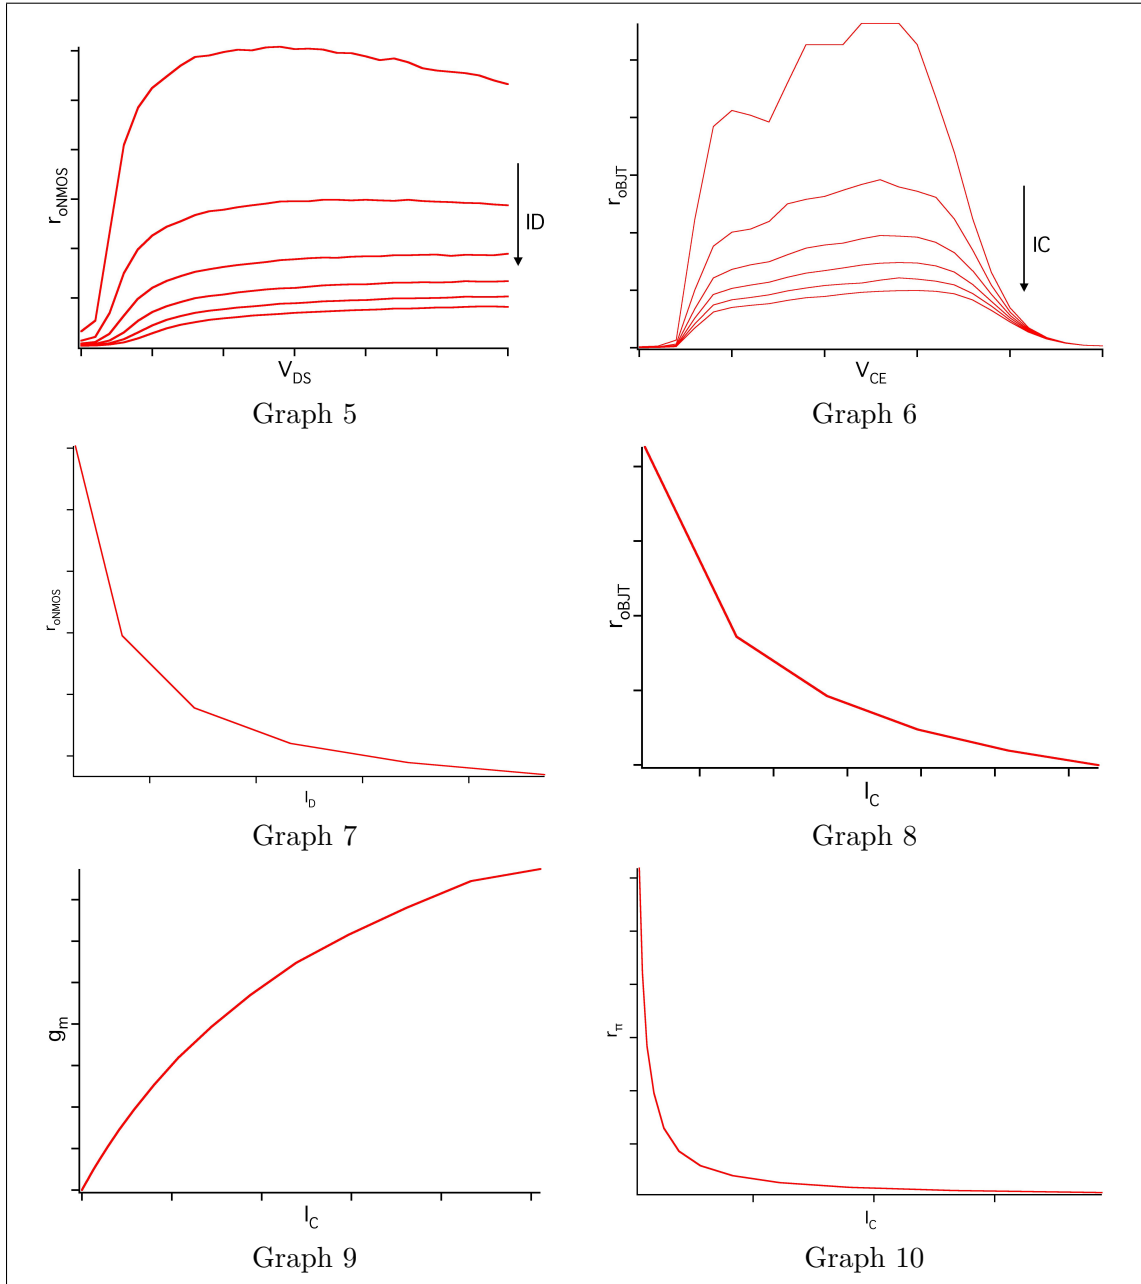 r_oNMOS
ID
V_DS
Graph 5
r_oBJT
IC
V_CE
Graph 6
r_oNMOS
I_D
Graph 7
r_oBJT
I_C
Graph 8
g_m
I_C
Graph 9
r_π
I_C
Graph 10